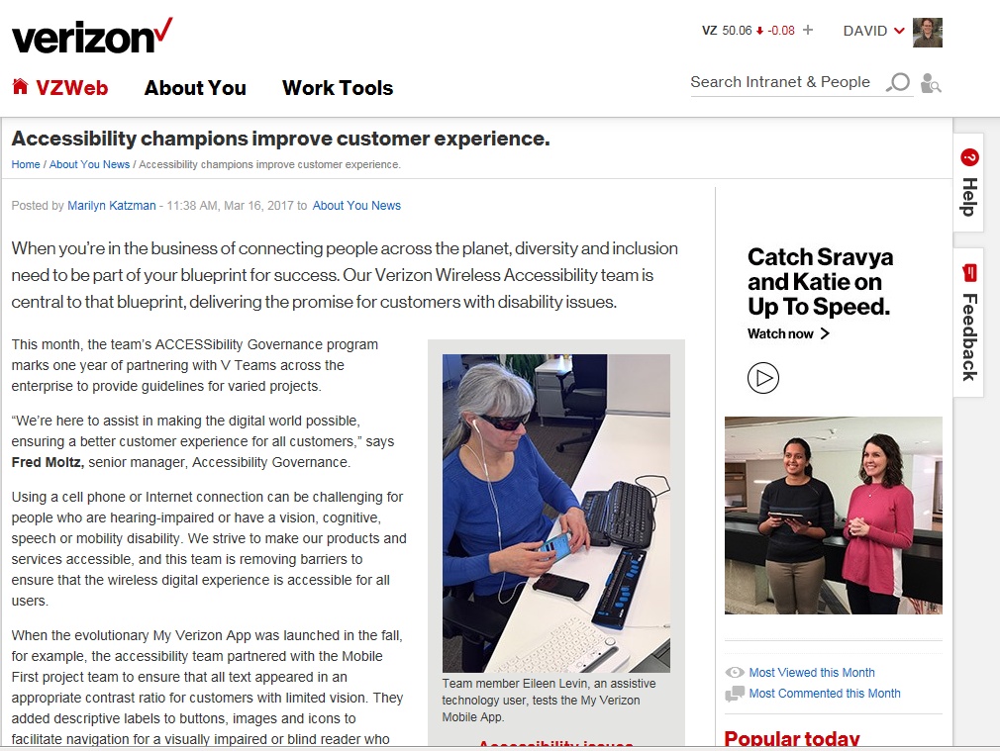 verizon
VZ 50.06 -0.08
DAVID
VZWeb About You Work Tools
Search Intranet & People
Accessibility champions improve customer experience.
Home / About You News / Accessibility champions improve customer experience.
Posted by Marilyn Katzman - 11:38 AM, Mar 16, 2017 to About You News
When you’re in the business of connecting people across the planet, diversity and inclusion
need to be part of your blueprint for success. Our Verizon Wireless Accessibility team is
central to that blueprint, delivering the promise for customers with disability issues.
This month, the team’s ACCESSibility Governance program
marks one year of partnering with V Teams across the
enterprise to provide guidelines for varied projects.
“We’re here to assist in making the digital world possible,
ensuring a better customer experience for all customers,” says
Fred Moltz, senior manager, Accessibility Governance.
Using a cell phone or Internet connection can be challenging for
people who are hearing-impaired or have a vision, cognitive,
speech or mobility disability. We strive to make our products and
services accessible, and this team is removing barriers to
ensure that the wireless digital experience is accessible for all
users.
When the evolutionary My Verizon App was launched in the fall,
for example, the accessibility team partnered with the Mobile
First project team to ensure that all text appeared in an
appropriate contrast ratio for customers with limited vision. They
added descriptive labels to buttons, images and icons to
facilitate navigation for a visually impaired or blind reader who
Team member Eileen Levin, an assistive
technology user, tests the My Verizon
Mobile App.
Accessibility issues
Catch Sravya
and Katie on
Up To Speed.
Watch now
Most Viewed this Month
Most Commented this Month
Popular today
? Help
Feedback